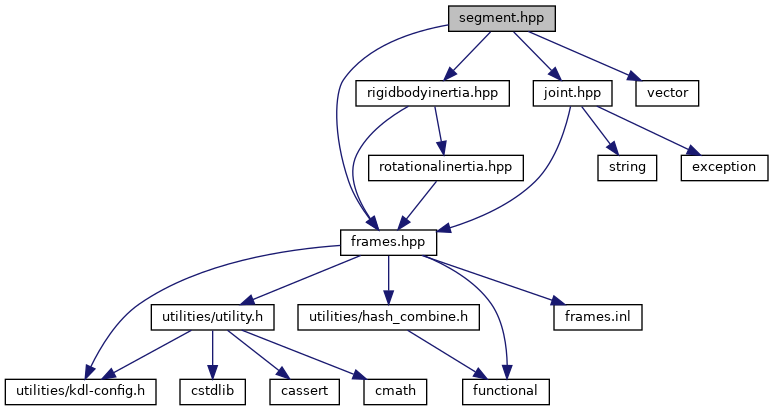 segment.hpp
rigidbodyinertia.hpp
joint.hpp
vector
rotationalinertia.hpp
string
exception
frames.hpp
utilities/utility.h
utilities/hash_combine.h
frames.inl
utilities/kdl-config.h
cstdlib
cassert
cmath
functional